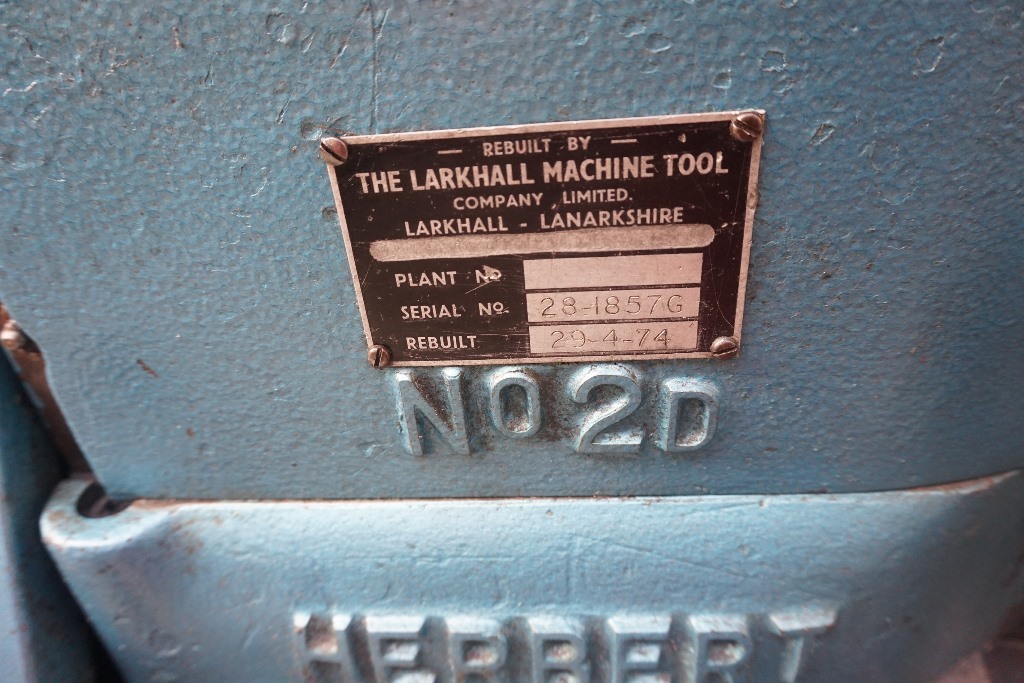 — REBUILT BY —
THE LARKHALL MACHINE TOOL
COMPANY LIMITED.
LARKHALL - LANARKSHIRE
PLANT No
SERIAL No. 28-1857G
REBUILT 29-4-74
No 2D
HERBERT